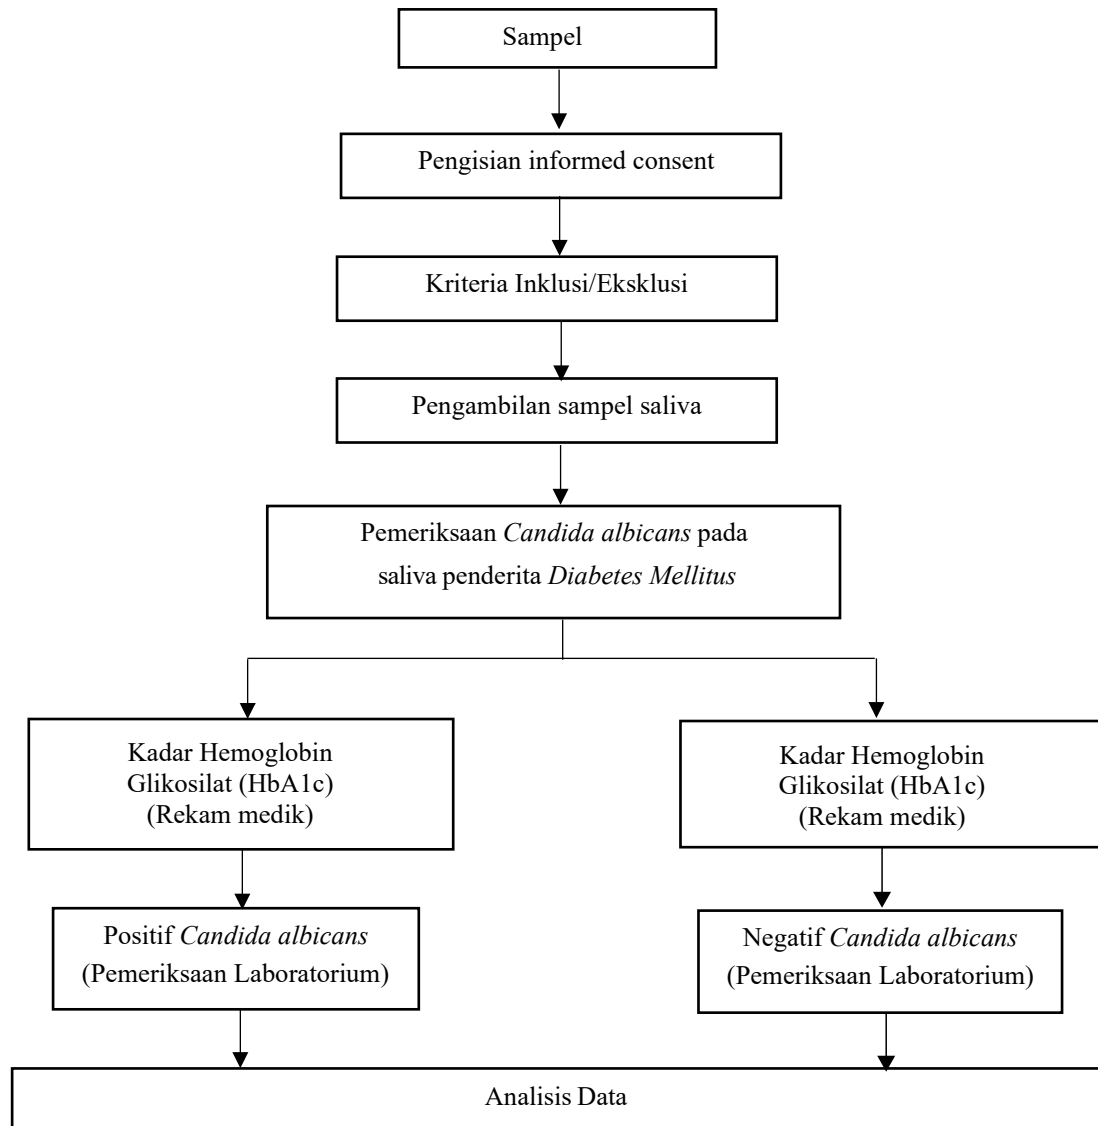 Sampel
Pengisian informed consent
Kriteria Inklusi/Eksklusi
Pengambilan sampel saliva
Pemeriksaan Candida albicans pada
saliva penderita Diabetes Mellitus
Kadar Hemoglobin
Glikosilat (HbA1c)
(Rekam medik)
Kadar Hemoglobin
Glikosilat (HbA1c)
(Rekam medik)
Positif Candida albicans
(Pemeriksaan Laboratorium)
Negatif Candida albicans
(Pemeriksaan Laboratorium)
Analisis Data